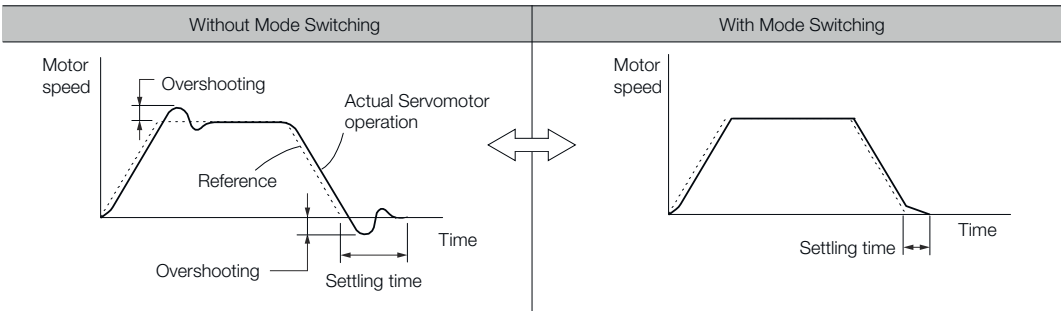 Without Mode Switching
With Mode Switching
Motor
speed
Overshooting
Actual Servomotor
operation
Reference
Time
Overshooting
Settling time
Motor
speed
Time
Settling time